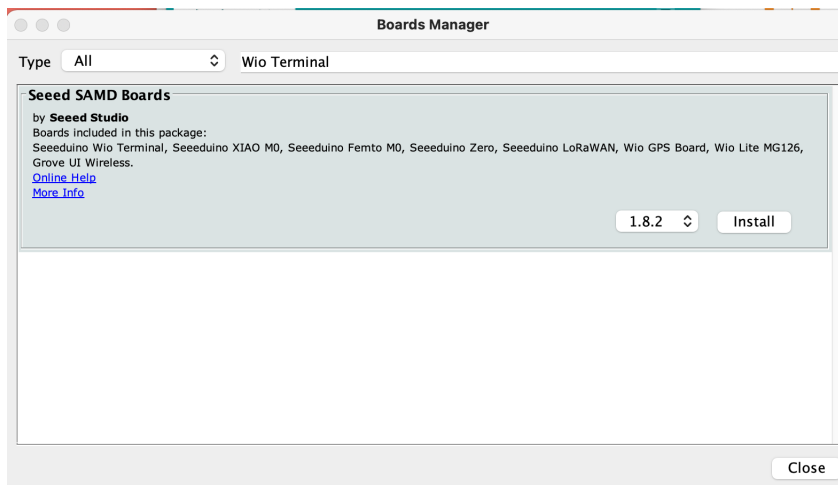 Boards Manager
Type All Wio Terminal
Seeed SAMD Boards
by Seeed Studio
Boards included in this package:
Seeeduino Wio Terminal, Seeeduino XIAO M0, Seeeduino Femto M0, Seeeduino Zero, Seeeduino LoRaWAN, Wio GPS Board, Wio Lite MG126,
Grove UI Wireless.
Online Help
More Info
1.8.2 Install
Close